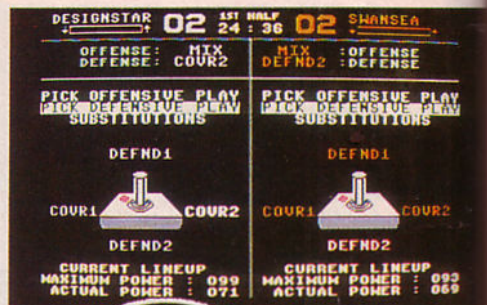 DESIGNSTAR 02 1ST HALF 24 : 36 02 SWANSEA
OFFENSE: MIX MIX :OFFENSE
DEFENSE: COVR2 DEFND2 :DEFENSE
PICK OFFENSIVE PLAY PICK OFFENSIVE PLAY
PICK DEFENSIVE PLAY PICK DEFENSIVE PLAY
SUBSTITUTIONS SUBSTITUTIONS
DEFND1 DEFND1
COVR1 COVR2 COVR1 COVR2
DEFND2 DEFND2
CURRENT LINEUP CURRENT LINEUP
MAXIMUM POWER : 099 MAXIMUM POWER : 093
ACTUAL POWER : 071 ACTUAL POWER : 069